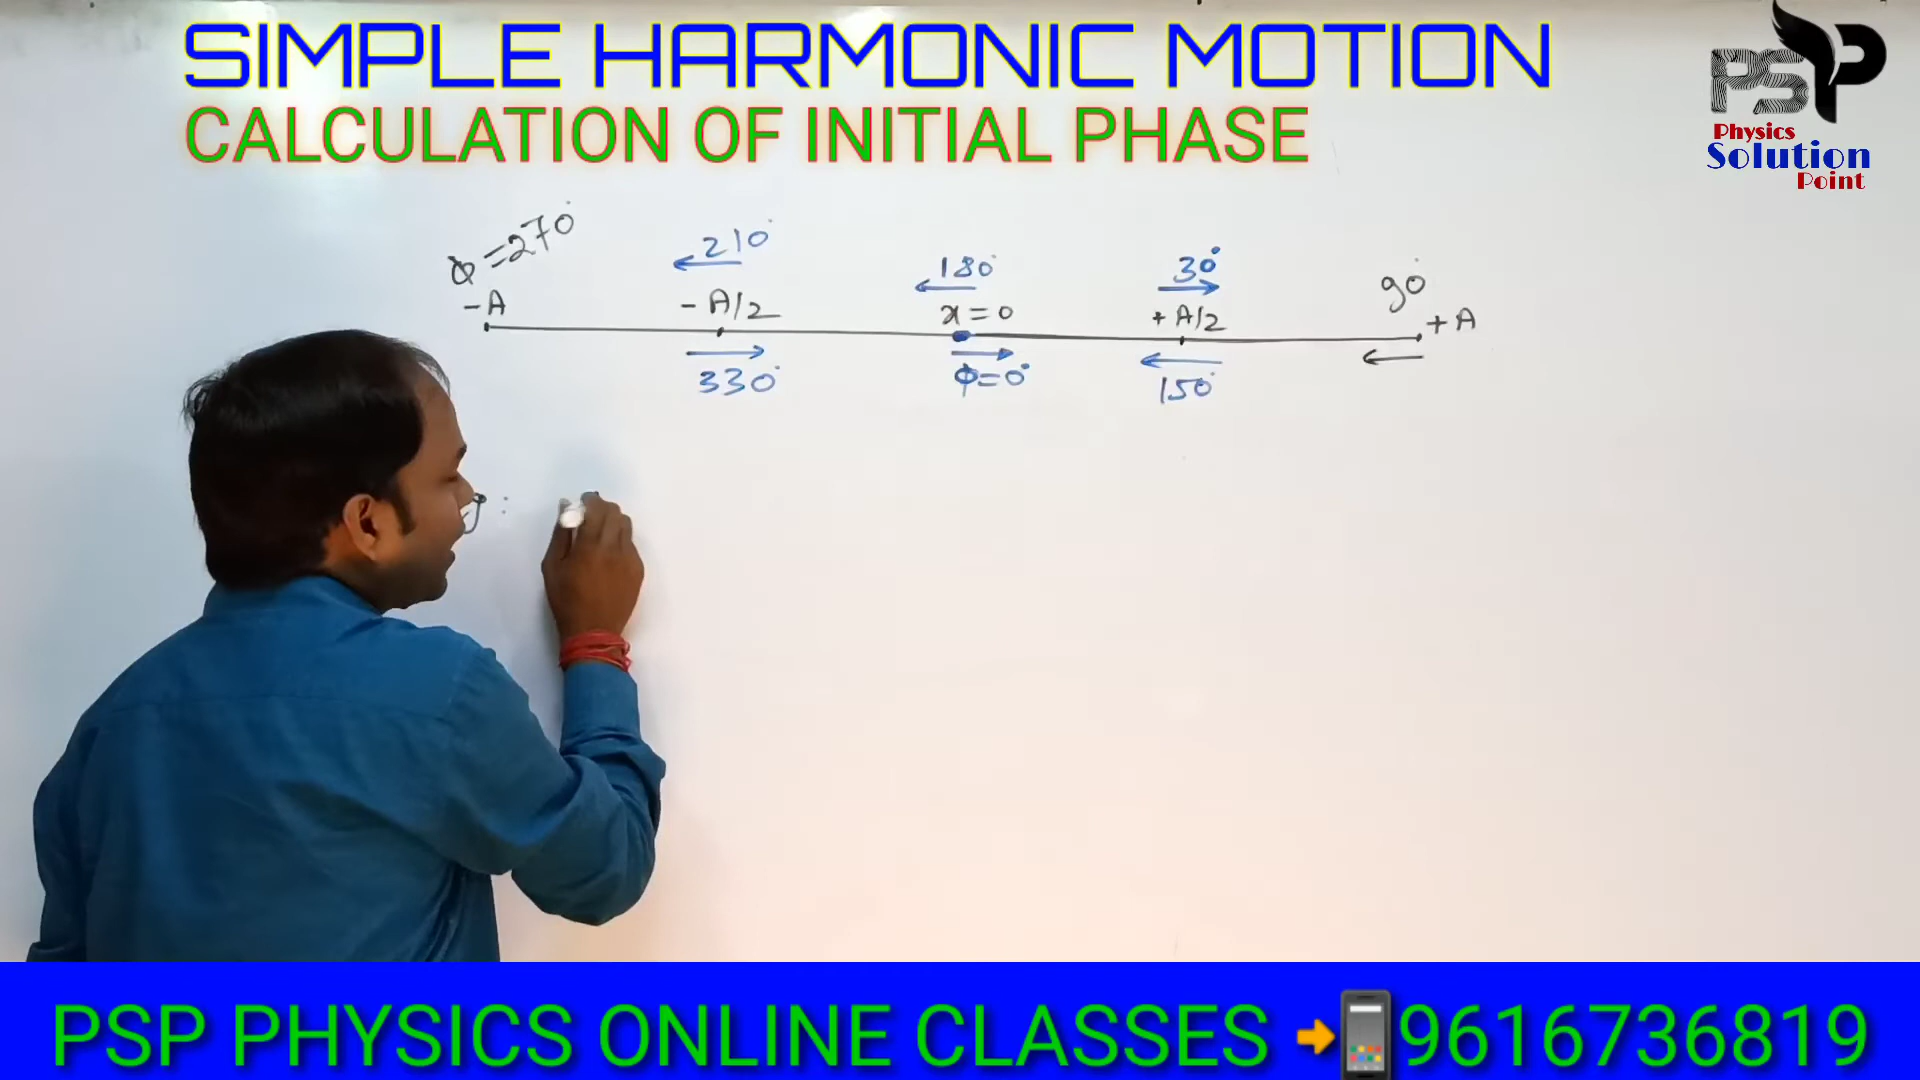 SIMPLE HARMONIC MOTION
CALCULATION OF INITIAL PHASE
PSP
Physics
Solution
Point
ϕ=270°
210°
180°
30°
90°
-A
- A/2
x=0
+ A/2
+ A
330°
ϕ=0°
150°
PSP PHYSICS ONLINE CLASSES 9616736819